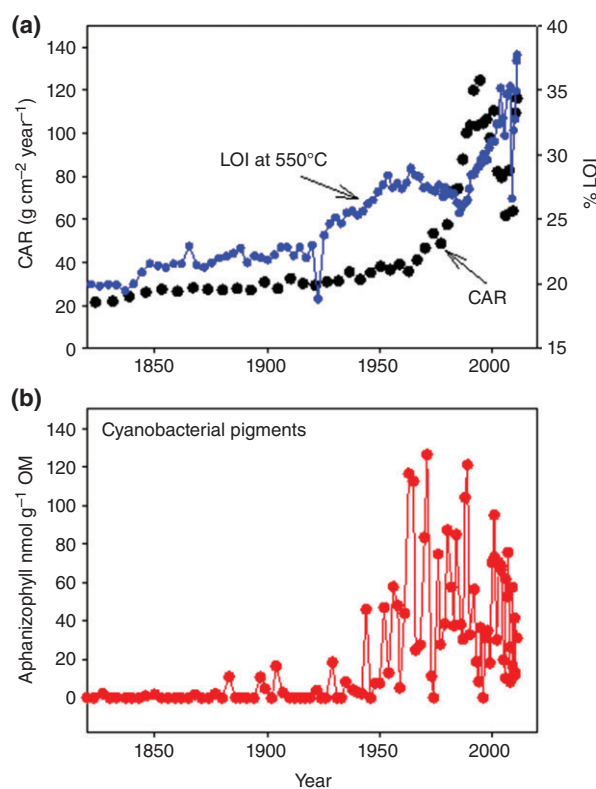 (a)
140
120
100
80
60
40
20
0
CAR (g cm⁻² year⁻¹)
LOI at 550°C
CAR
40
35
30
25
20
15
% LOI
1850 1900 1950 2000
(b)
Cyanobacterial pigments
140
120
100
80
60
40
20
0
Aphanizophyll nmol g⁻¹ OM
1850 1900 1950 2000
Year